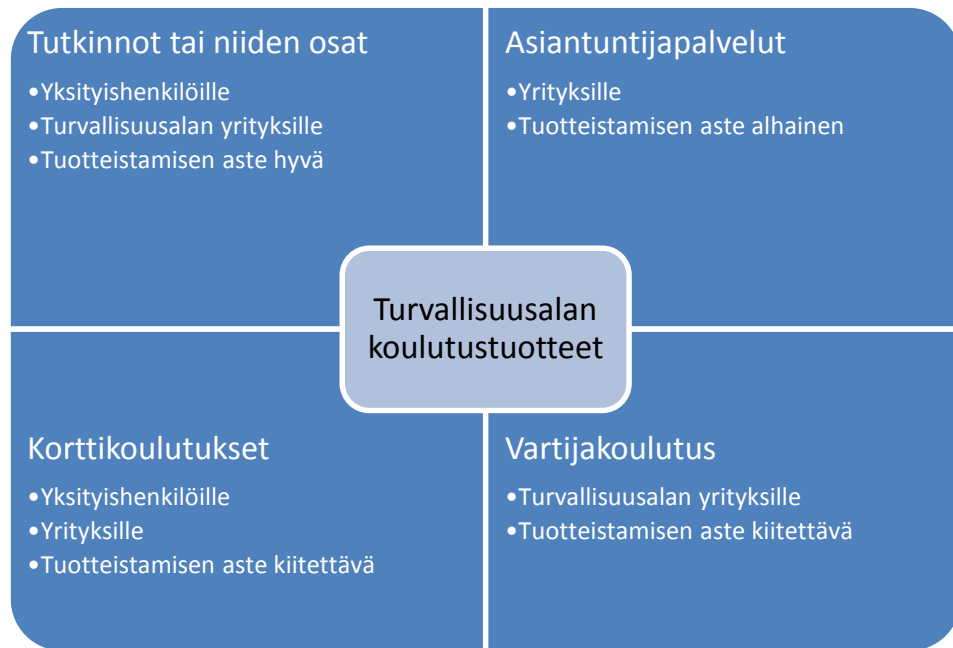 Tutkinnot tai niiden osat
•Yksityishenkilöille
•Turvallisuusalan yrityksille
•Tuotteistamisen aste hyvä
Asiantuntijapalvelut
•Yrityksille
•Tuotteistamisen aste alhainen
Turvallisuusalan
koulutustuotteet
Korttikoulutukset
•Yksityishenkilöille
•Yrityksille
•Tuotteistamisen aste kiitettävä
Vartijakoulutus
•Turvallisuusalan yrityksille
•Tuotteistamisen aste kiitettävä